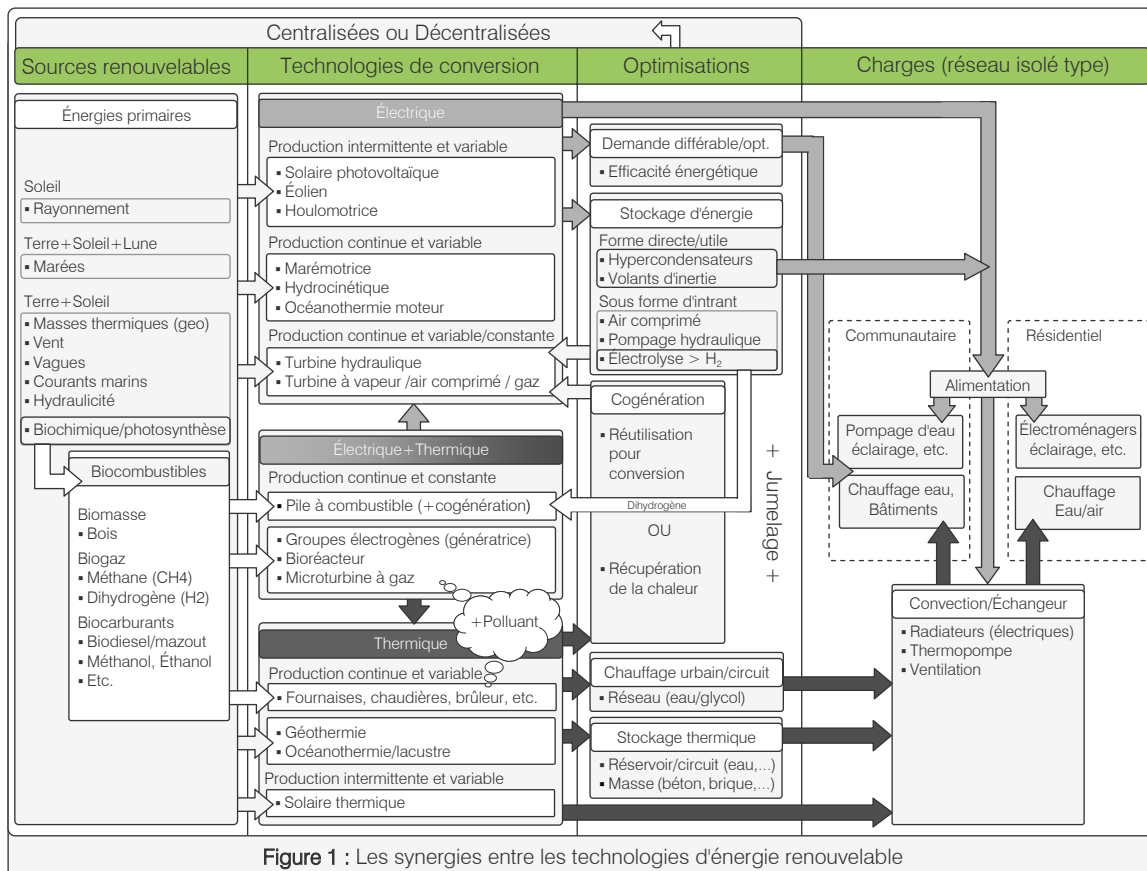 Centralisées ou Décentralisées
Sources renouvelables
Technologies de conversion
Optimisations
Charges (réseau isolé type)
Énergies primaires
Soleil
▪ Rayonnement
Terre+Soleil+Lune
▪ Marées
Terre+Soleil
▪ Masses thermiques (geo)
▪ Vent
▪ Vagues
▪ Courants marins
▪ Hydraulicité
▪ Biochimique/photosynthèse
Biocombustibles
Biomasse
▪ Bois
Biogaz
▪ Méthane (CH4)
▪ Dihydrogène (H2)
Biocarburants
▪ Biodiesel/mazout
▪ Méthanol, Éthanol
▪ Etc.
Électrique
Production intermittente et variable
▪ Solaire photovoltaïque
▪ Éolien
▪ Houlomotrice
Production continue et variable
▪ Marémotrice
▪ Hydrocinétique
▪ Océanothermie moteur
Production continue et variable/constante
▪ Turbine hydraulique
▪ Turbine à vapeur /air comprimé / gaz
Électrique+Thermique
Production continue et constante
▪ Pile à combustible (+cogénération)
▪ Groupes électrogènes (génératrice)
▪ Bioréacteur
▪ Microturbine à gaz
+Polluant
Thermique
Production continue et variable
▪ Fournaises, chaudières, brûleur, etc.
▪ Géothermie
▪ Océanothermie/lacustre
Production intermittente et variable
▪ Solaire thermique
Demande différable/opt.
▪ Efficacité énergétique
Stockage d'énergie
Forme directe/utile
▪ Hypercondensateurs
▪ Volants d'inertie
Sous forme d'intrant
▪ Air comprimé
▪ Pompage hydraulique
▪ Électrolyse > H₂
Cogénération
▪ Réutilisation
pour
conversion
Dihydrogène
OU
▪ Récupération
de la chaleur
+ Jumelage +
Chauffage urbain/circuit
▪ Réseau (eau/glycol)
Stockage thermique
▪ Réservoir/circuit (eau,...)
▪ Masse (béton, brique,...)
Communautaire
Résidentiel
Alimentation
Pompage d'eau
éclairage, etc.
Électroménagers
éclairage, etc.
Chauffage eau,
Bâtiments
Chauffage
Eau/air
Convection/Échangeur
▪ Radiateurs (électriques)
▪ Thermopompe
▪ Ventilation
Figure 1 : Les synergies entre les technologies d'énergie renouvelable